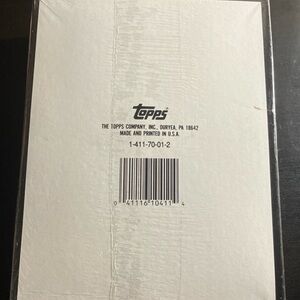 Topps
THE TOPPS COMPANY, INC., DURYEA, PA 18642
MADE AND PRINTED IN U.S.A.
1-411-70-01-2
0 41116 10411 4